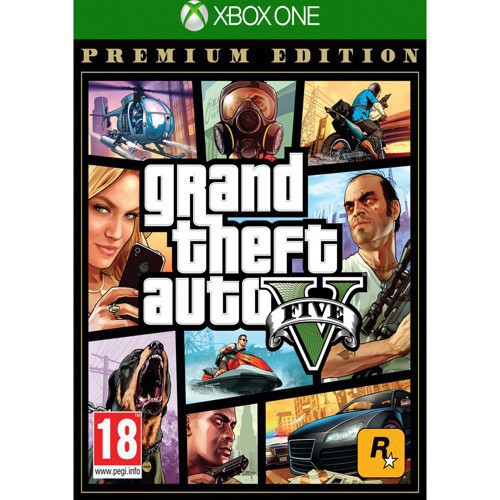 XBOX ONE
PREMIUM EDITION
grand
theft
auto
V
FIVE
18
www.pegi.info
R